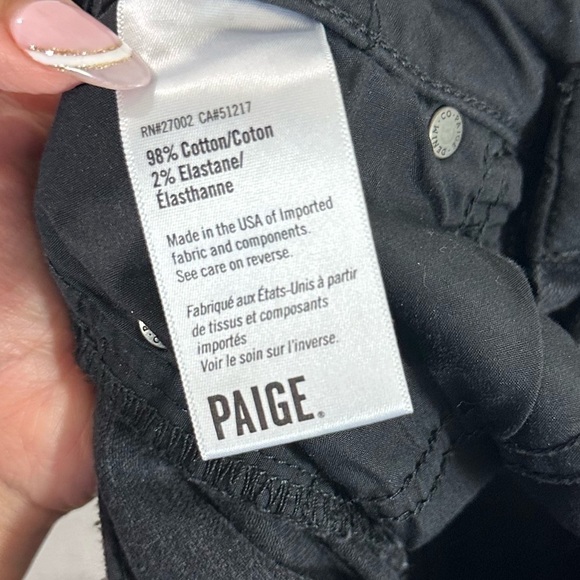 RN#27002 CA#51217
98% Cotton/Coton
2% Elastane/
Élasthanne
Made in the USA of Imported
fabric and components.
See care on reverse.
Fabriqué aux États-Unis à partir
de tissus et composants
importés
Voir le soin sur l'inverse.
PAIGE®
DENIM · CO ·